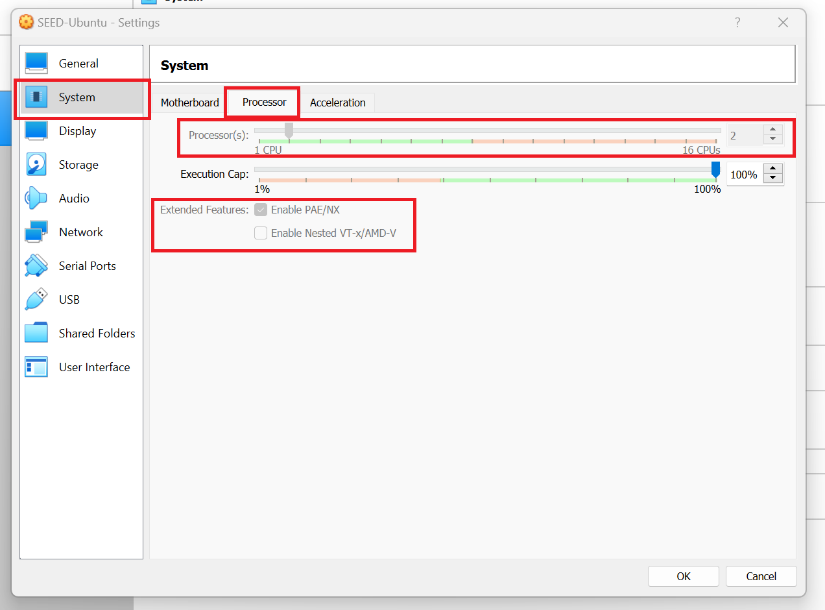 SEED-Ubuntu - Settings
?
General
System
Display
Storage
Audio
Network
Serial Ports
USB
Shared Folders
User Interface
System
Motherboard Processor Acceleration
Processor(s): 2
1 CPU 16 CPUs
Execution Cap: 100%
1% 100%
Extended Features: Enable PAE/NX
Enable Nested VT-x/AMD-V
OK Cancel